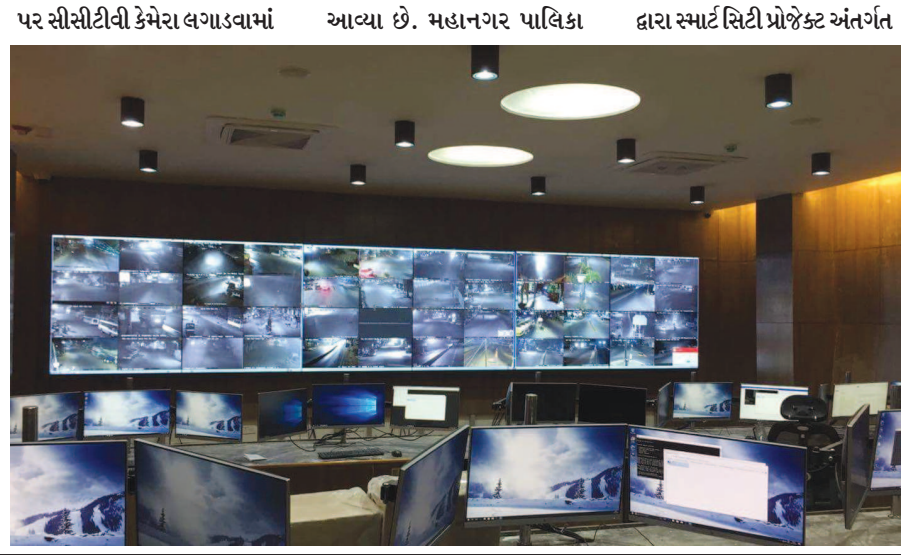 પર સીસીટીવી કેમેરા લગાડવામાં આવ્યા છે. મહાનગર પાલિકા દ્વારા સ્માર્ટ સિટી પ્રોજેક્ટ અંતર્ગત